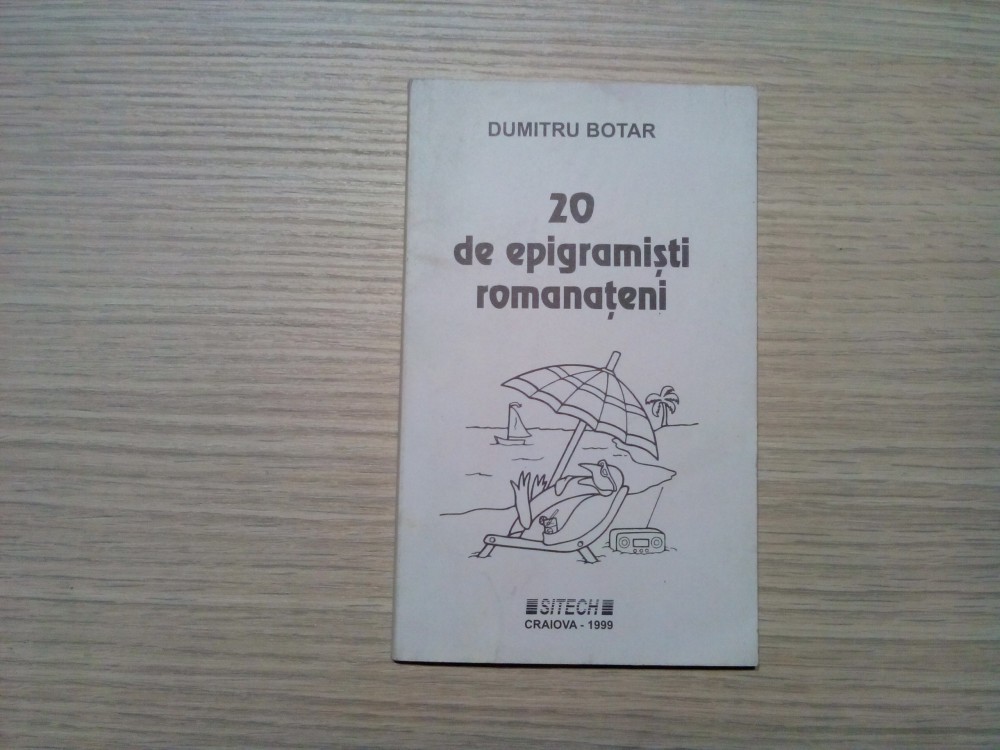 DUMITRU BOTAR
20
de epigramiști
romanațeni
SITECH
CRAIOVA - 1999